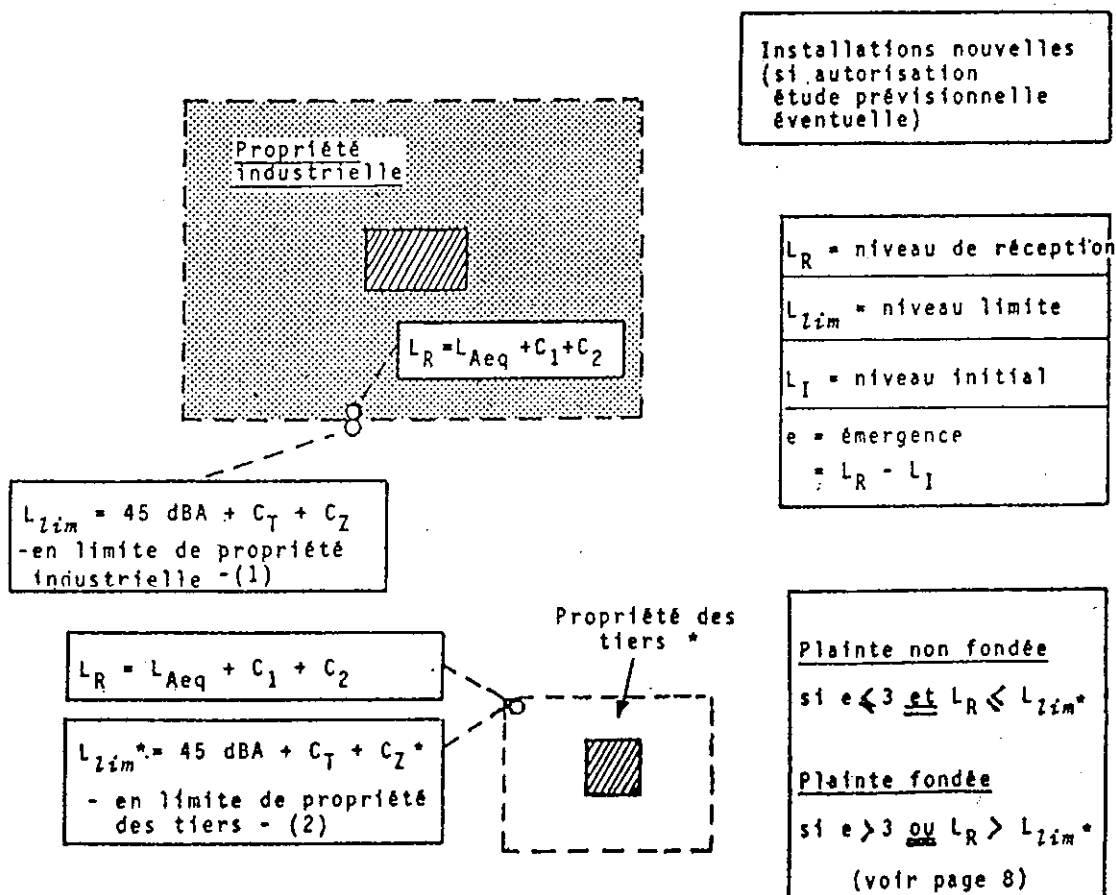 Installations nouvelles
(si autorisation
étude prévisionnelle
éventuelle)
Propriété
industrielle
L_R = L_Aeq + C_1 + C_2
L_R = niveau de réception
L_lim = niveau limite
L_I = niveau initial
e = émergence
= L_R - L_I
L_lim = 45 dBA + C_T + C_Z
-en limite de propriété
industrielle -(1)
Propriété des
tiers *
L_R = L_Aeq + C_1 + C_2
L_lim* = 45 dBA + C_T + C_Z*
- en limite de propriété
des tiers - (2)
Plainte non fondée
si e ⩽ 3 et L_R ⩽ L_lim*
Plainte fondée
si e > 3 ou L_R > L_lim*
(voir page 8)